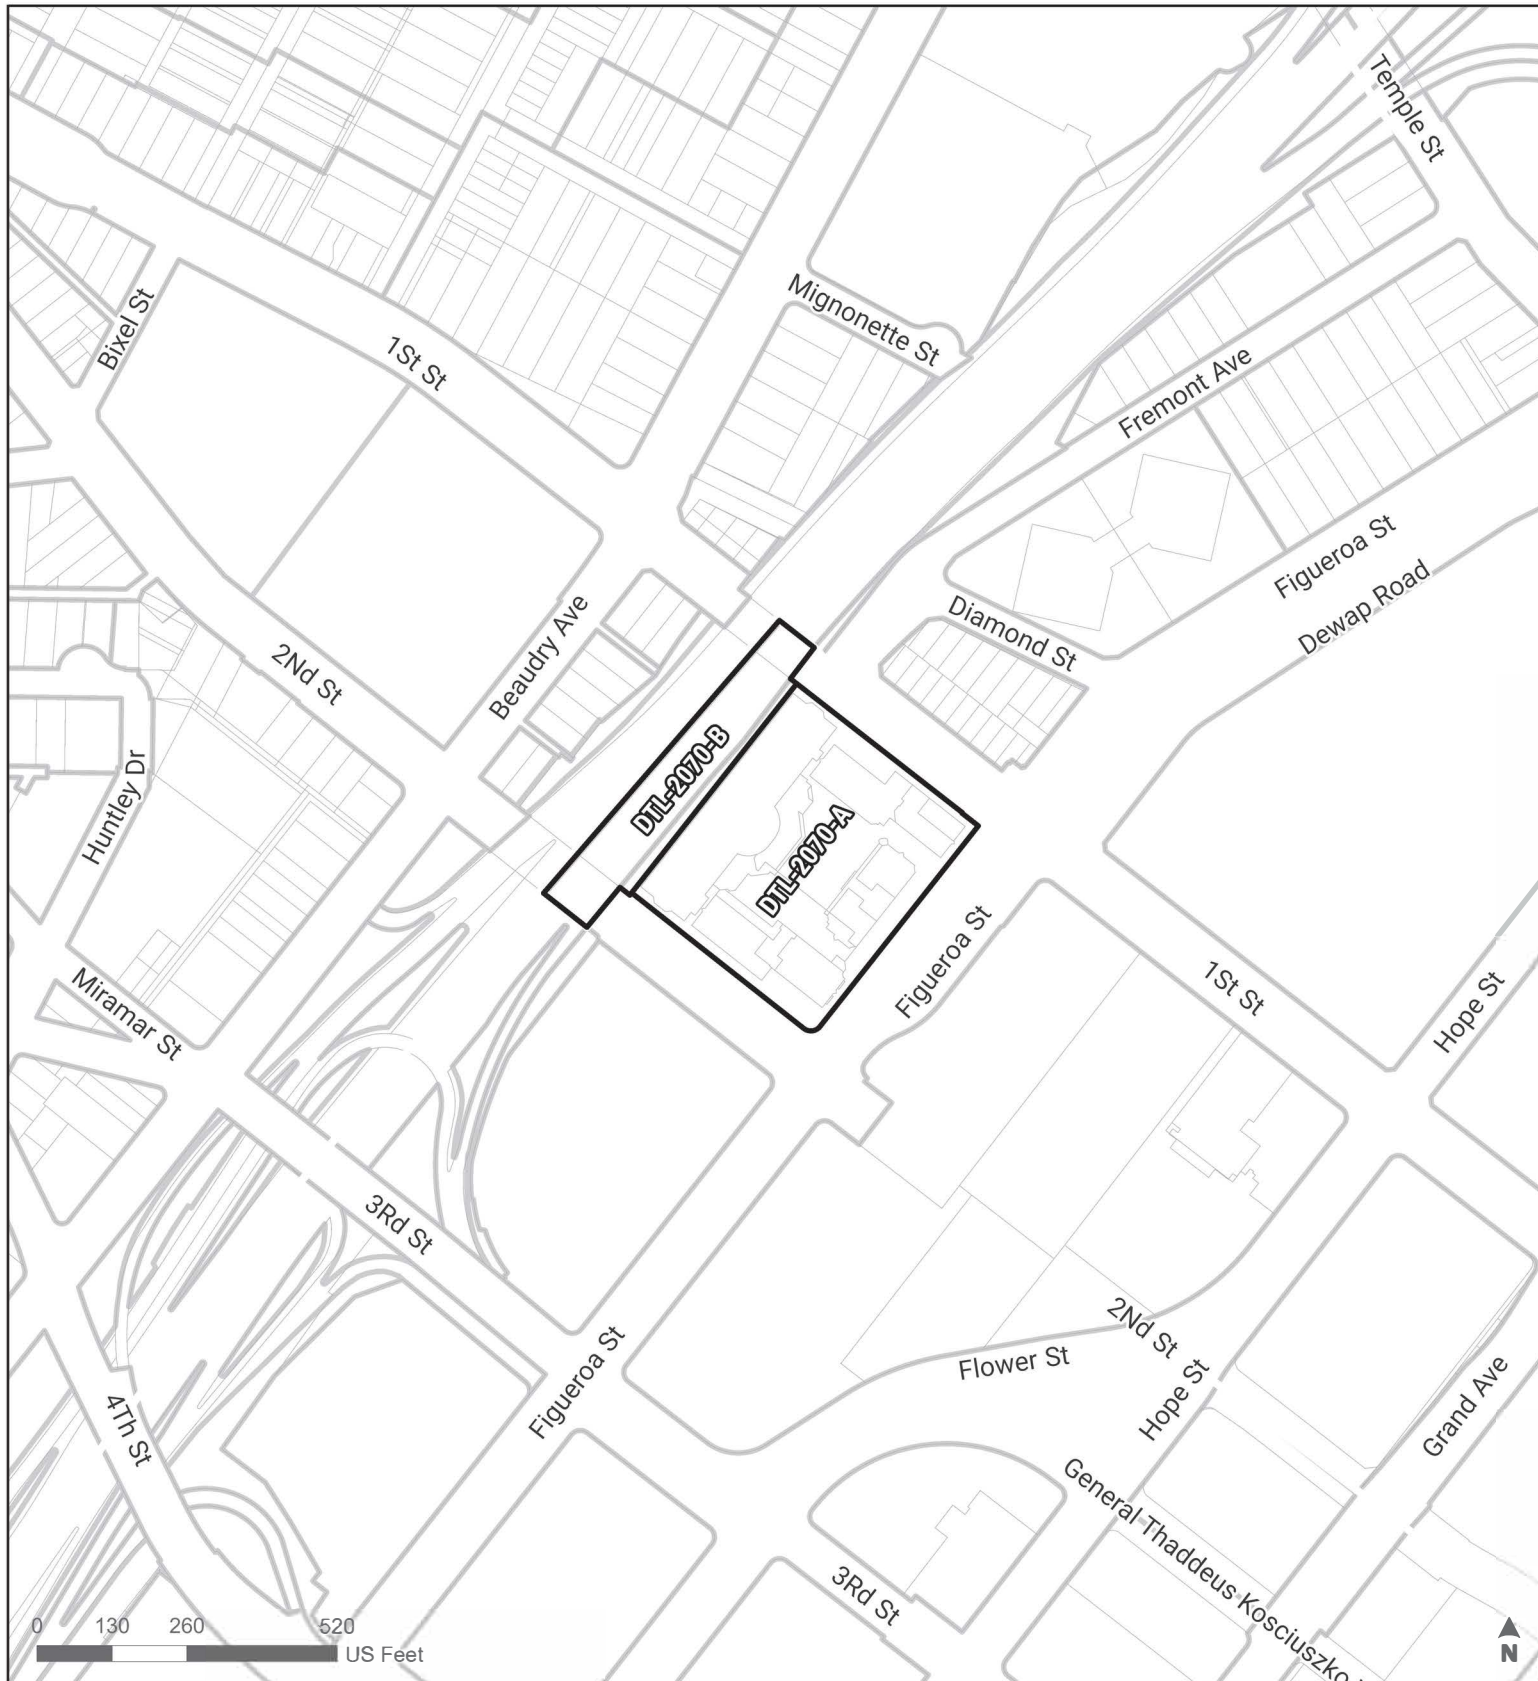 Temple St
Mignonette St
Bixel St
1St St
Fremont Ave
Figueroa St
Dewap Road
Diamond St
Beaudry Ave
2Nd St
DTL-2070-B
Huntley Dr
DTL-2070-A
Figueroa St
1St St
Hope St
Miramar St
3Rd St
2Nd St
Flower St
Hope St
Figueroa St
Grand Ave
4Th St
General Thaddeus Kosciuszko
3Rd St
0 130 260 520
US Feet
N